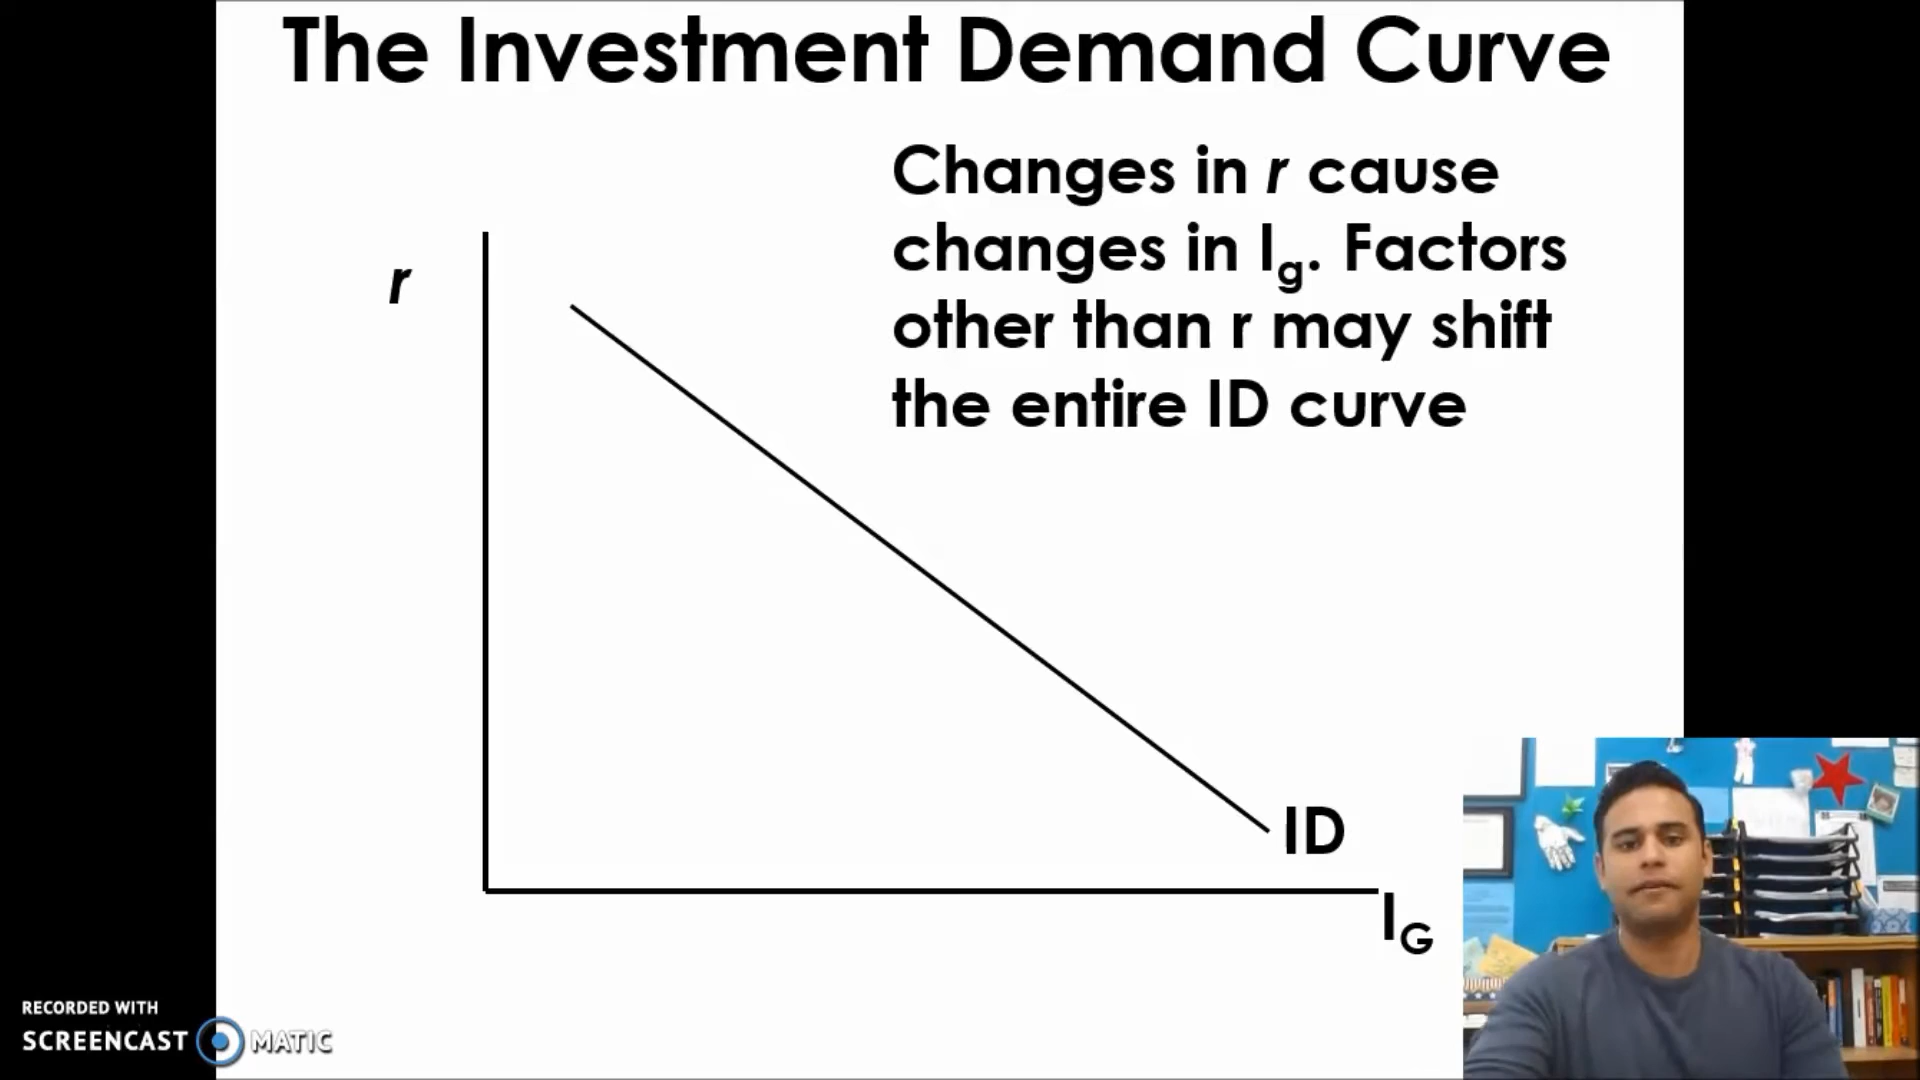 The Investment Demand Curve
Changes in r cause
changes in Ig. Factors
other than r may shift
the entire ID curve
r
ID
IG
RECORDED WITH
SCREENCAST MATIC